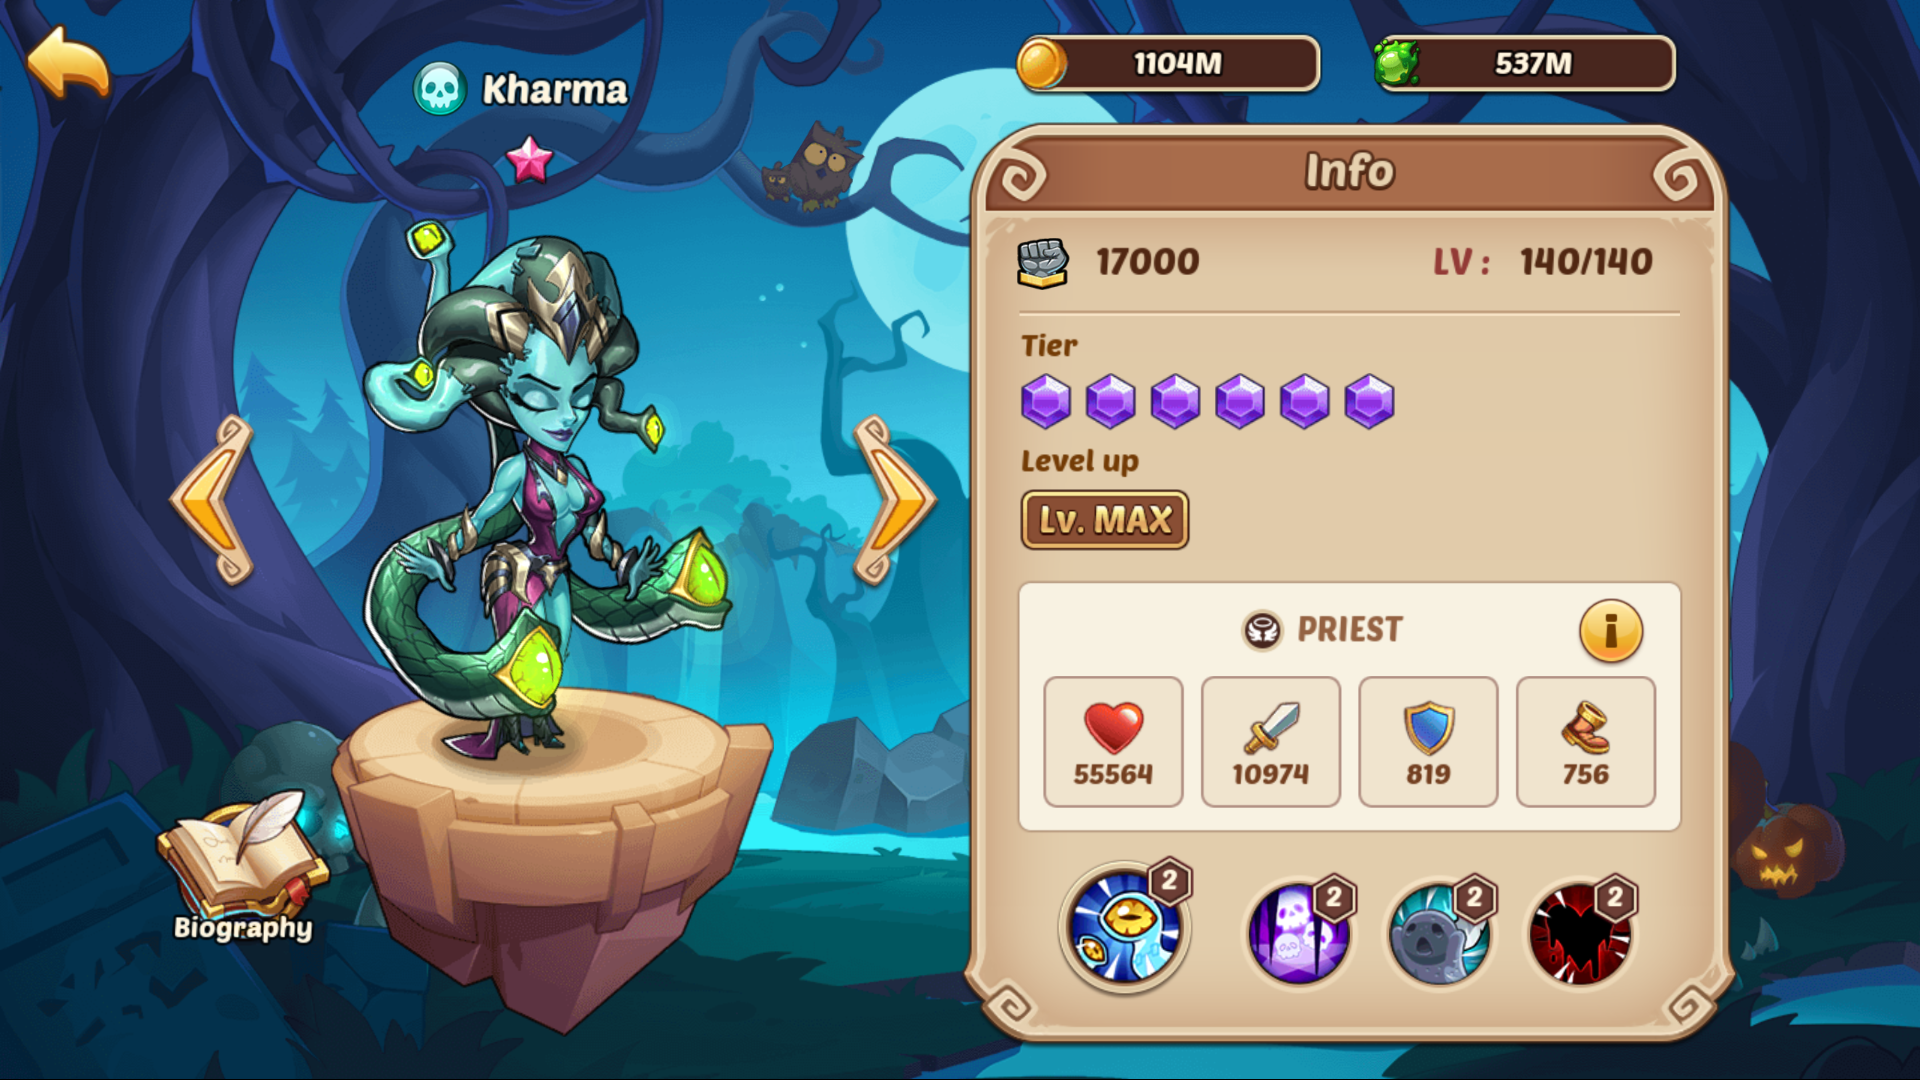 Kharma
1104M
537M
Info
17000
LV : 140/140
Tier
Level up
Lv. MAX
PRIEST
i
55564
10974
819
756
2
2
2
2
Biography